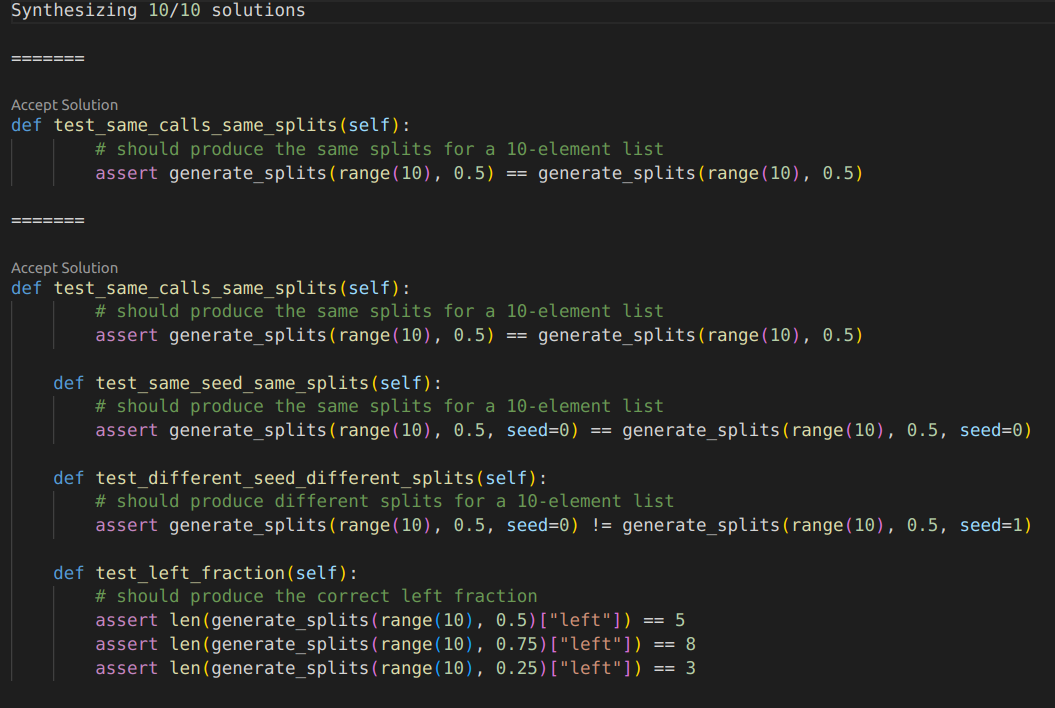 Synthesizing 10/10 solutions
=======
Accept Solution
def test_same_calls_same_splits(self):
# should produce the same splits for a 10-element list
assert generate_splits(range(10), 0.5) == generate_splits(range(10), 0.5)
=======
Accept Solution
def test_same_calls_same_splits(self):
# should produce the same splits for a 10-element list
assert generate_splits(range(10), 0.5) == generate_splits(range(10), 0.5)
def test_same_seed_same_splits(self):
# should produce the same splits for a 10-element list
assert generate_splits(range(10), 0.5, seed=0) == generate_splits(range(10), 0.5, seed=0)
def test_different_seed_different_splits(self):
# should produce different splits for a 10-element list
assert generate_splits(range(10), 0.5, seed=0) != generate_splits(range(10), 0.5, seed=1)
def test_left_fraction(self):
# should produce the correct left fraction
assert len(generate_splits(range(10), 0.5)["left"]) == 5
assert len(generate_splits(range(10), 0.75)["left"]) == 8
assert len(generate_splits(range(10), 0.25)["left"]) == 3